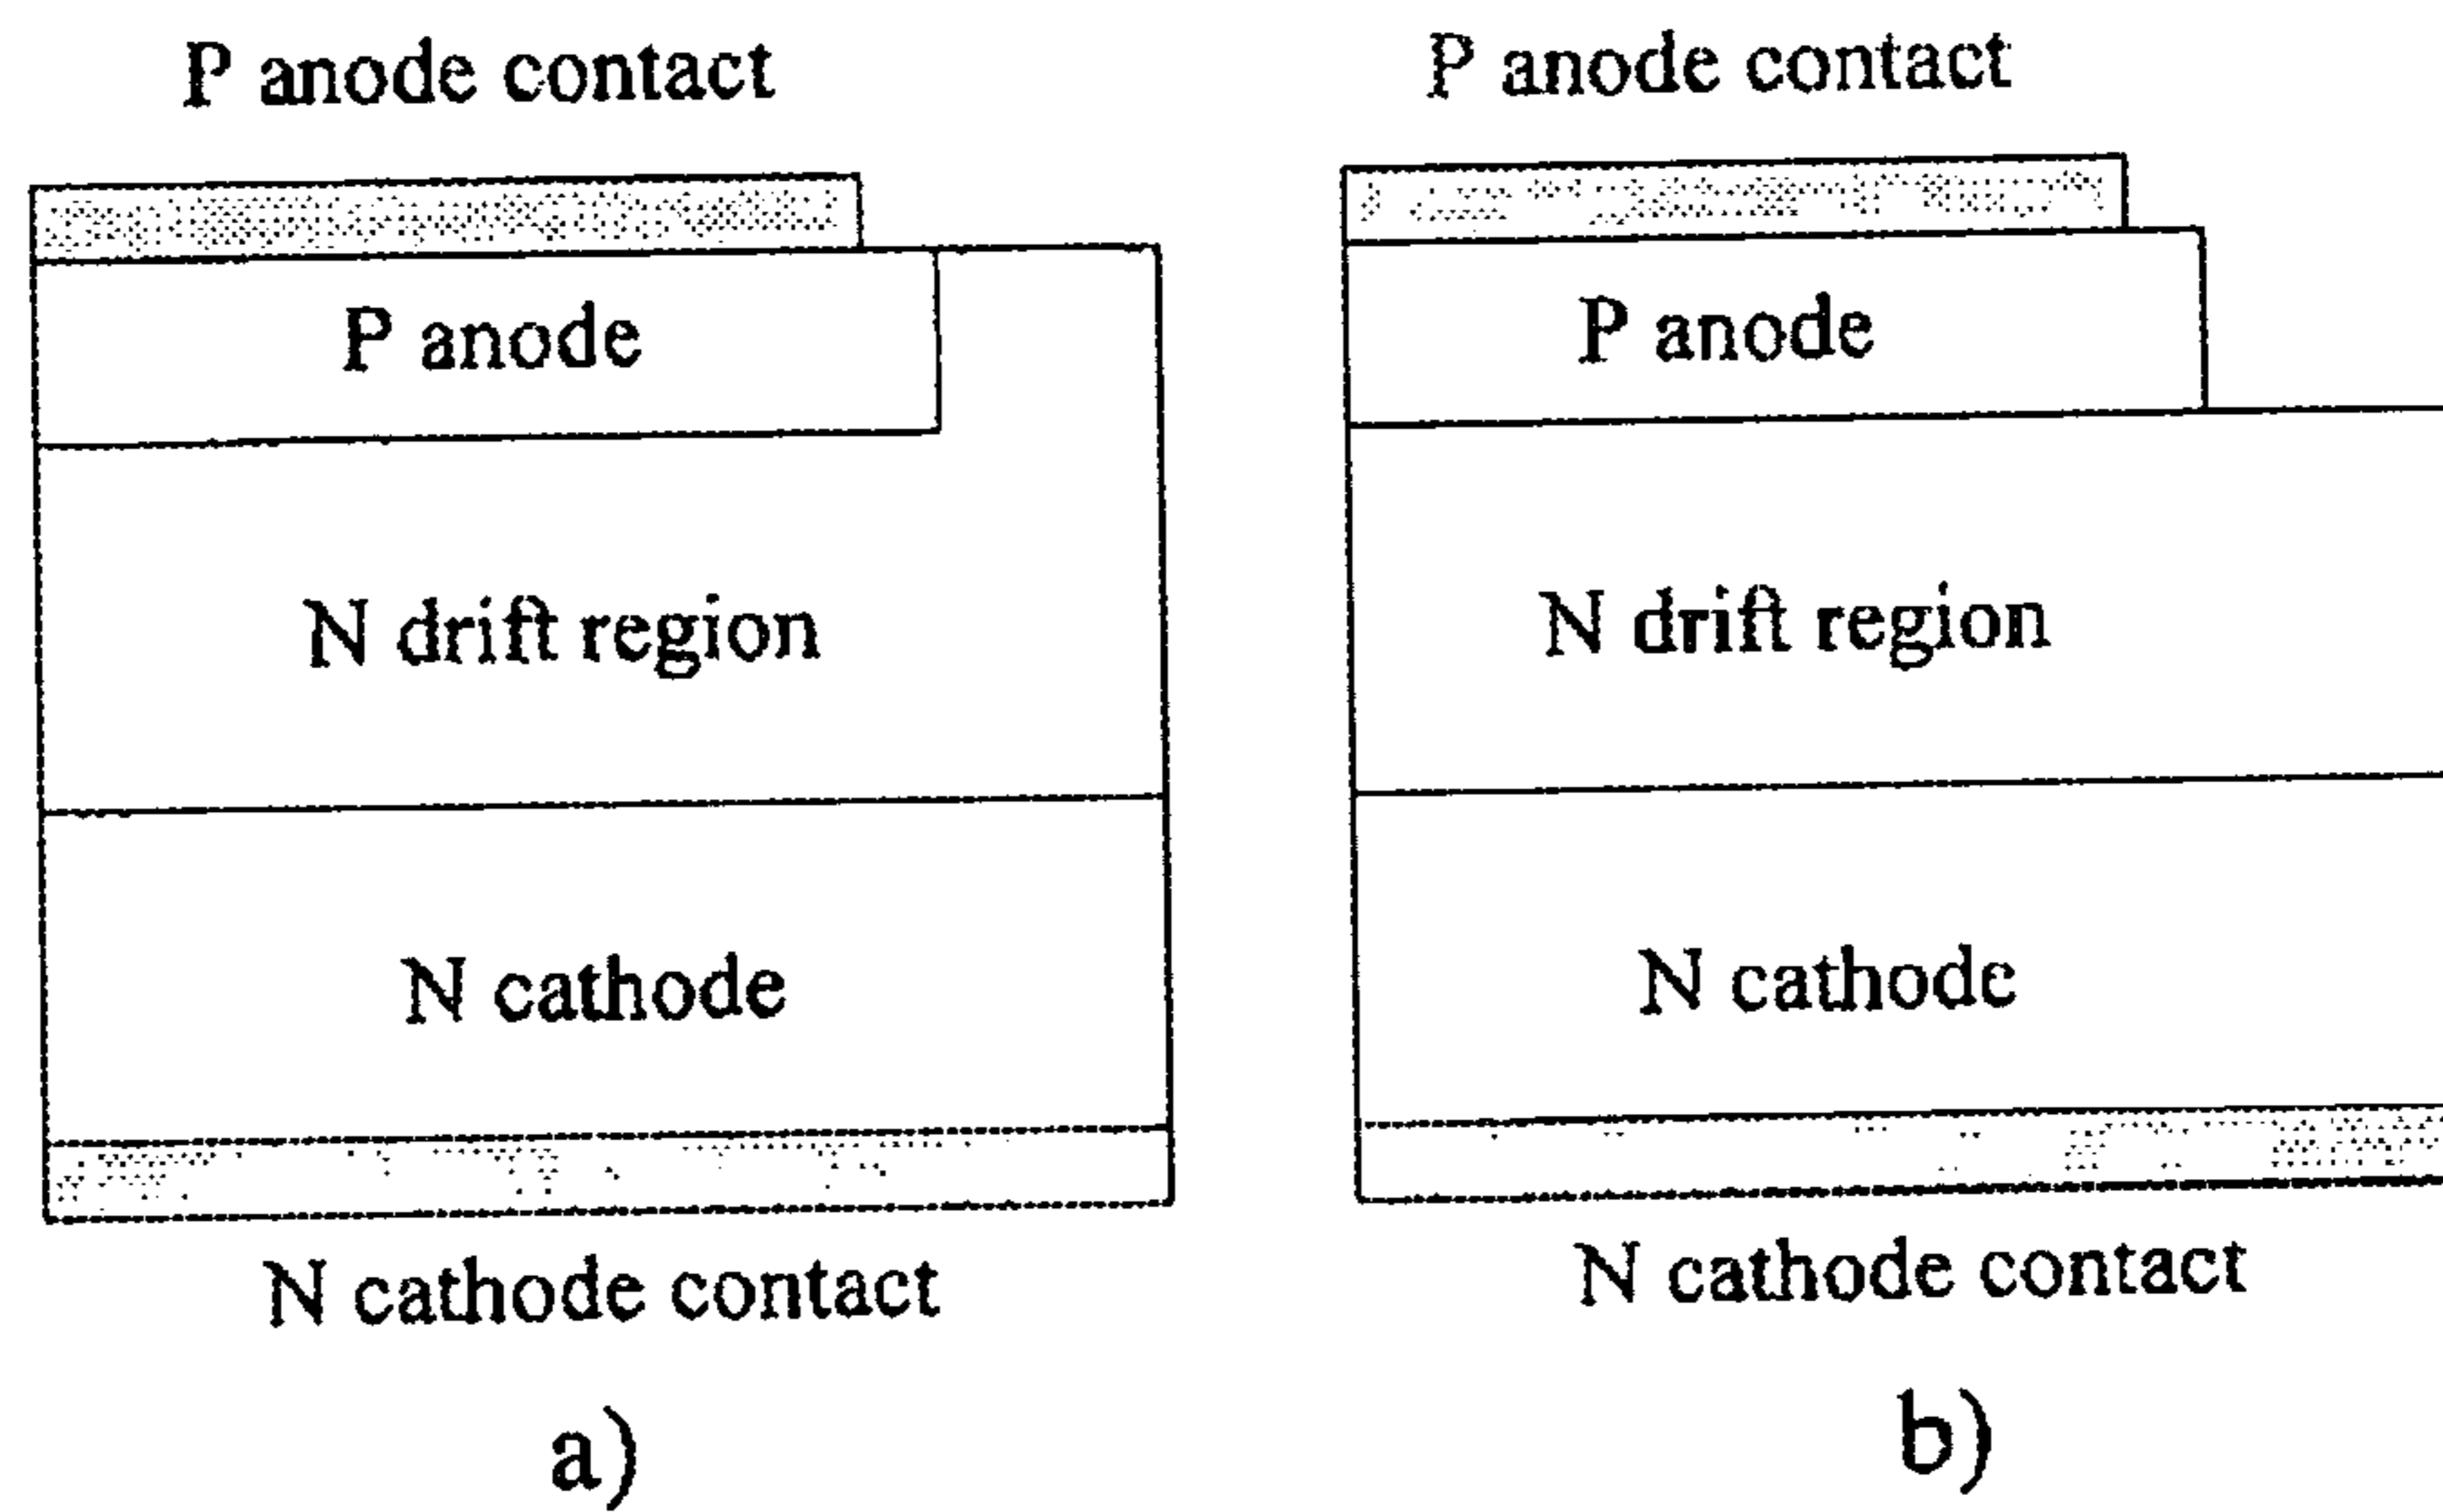 P anode contact
P anode
N drift region
N cathode
N cathode contact
a)
P anode contact
P anode
N drift region
N cathode
N cathode contact
b)